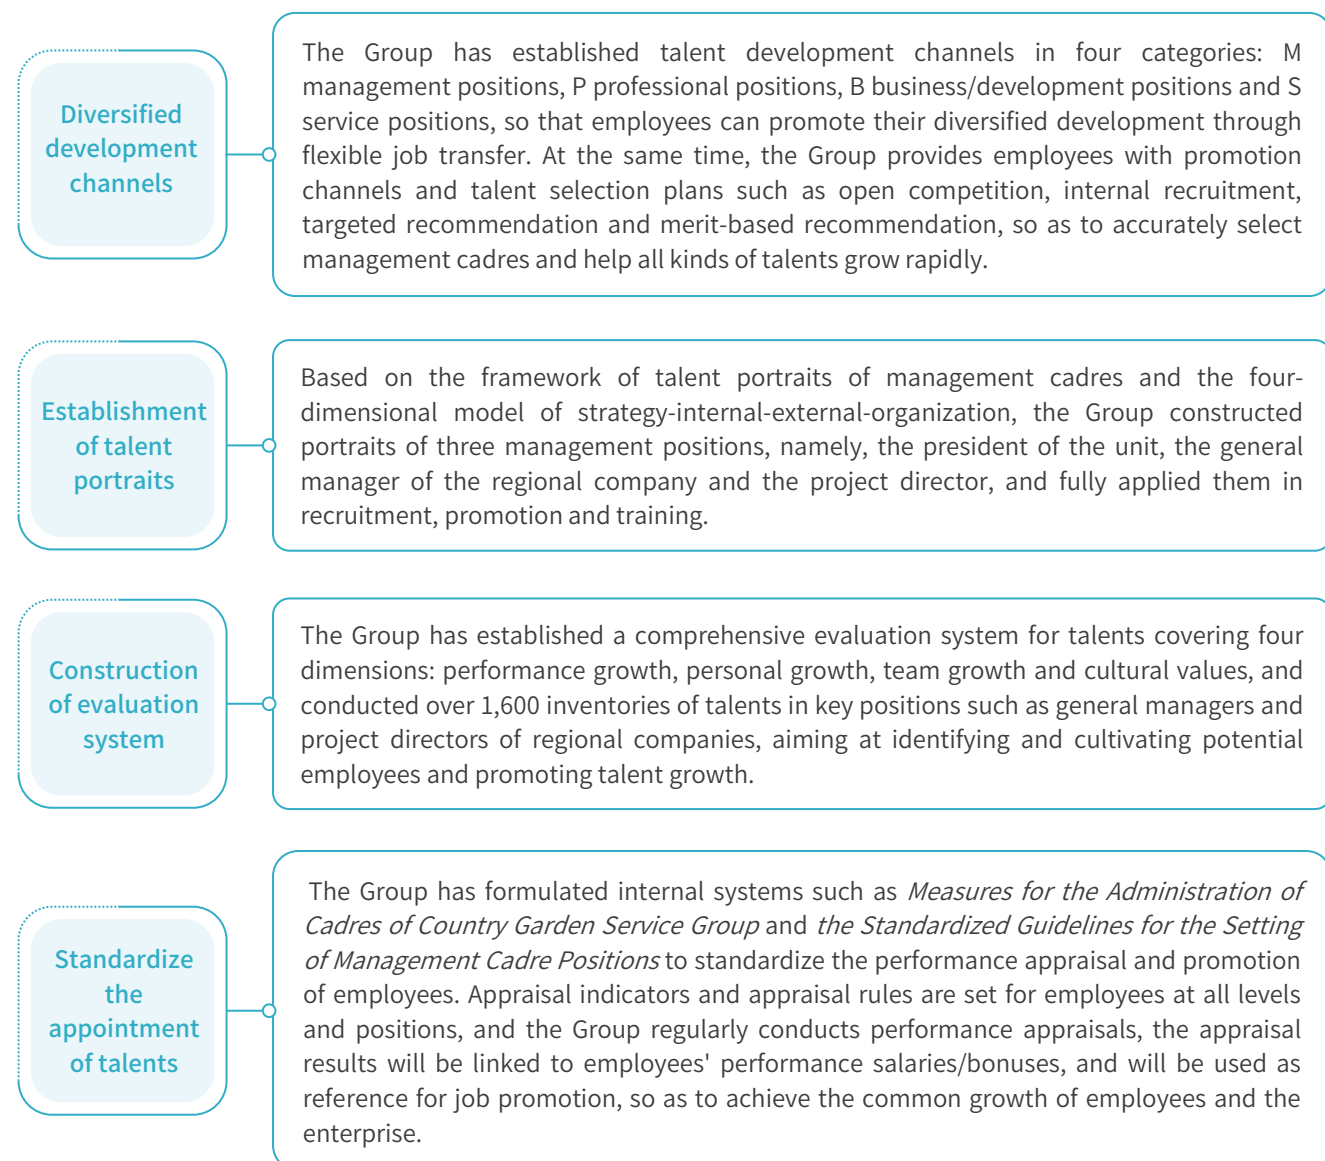 Diversified
development
channels
The Group has established talent development channels in four categories: M
management positions, P professional positions, B business/development positions and S
service positions, so that employees can promote their diversified development through
flexible job transfer. At the same time, the Group provides employees with promotion
channels and talent selection plans such as open competition, internal recruitment,
targeted recommendation and merit-based recommendation, so as to accurately select
management cadres and help all kinds of talents grow rapidly.
Establishment
of talent
portraits
Based on the framework of talent portraits of management cadres and the four-
dimensional model of strategy-internal-external-organization, the Group constructed
portraits of three management positions, namely, the president of the unit, the general
manager of the regional company and the project director, and fully applied them in
recruitment, promotion and training.
Construction
of evaluation
system
The Group has established a comprehensive evaluation system for talents covering four
dimensions: performance growth, personal growth, team growth and cultural values, and
conducted over 1,600 inventories of talents in key positions such as general managers and
project directors of regional companies, aiming at identifying and cultivating potential
employees and promoting talent growth.
Standardize
the
appointment
of talents
The Group has formulated internal systems such as Measures for the Administration of
Cadres of Country Garden Service Group and the Standardized Guidelines for the Setting
of Management Cadre Positions to standardize the performance appraisal and promotion
of employees. Appraisal indicators and appraisal rules are set for employees at all levels
and positions, and the Group regularly conducts performance appraisals, the appraisal
results will be linked to employees' performance salaries/bonuses, and will be used as
reference for job promotion, so as to achieve the common growth of employees and the
enterprise.